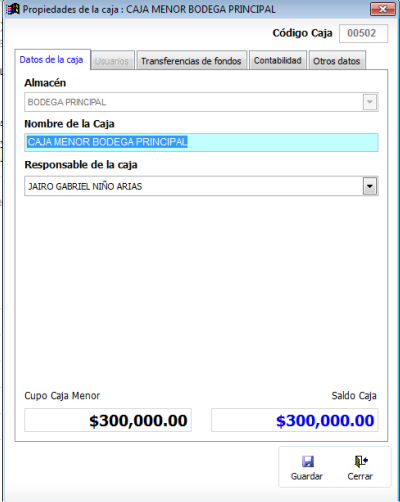 Propiedades de la caja : CAJA MENOR BODEGA PRINCIPAL
Código Caja 00502
Datos de la caja Usuarios Transferencias de fondos Contabilidad Otros datos
Almacén
BODEGA PRINCIPAL
Nombre de la Caja
CAJA MENOR BODEGA PRINCIPAL
Responsable de la caja
JAIRO GABRIEL NIÑO ARIAS
Cupo Caja Menor Saldo Caja
$300,000.00 $300,000.00
Guardar Cerrar